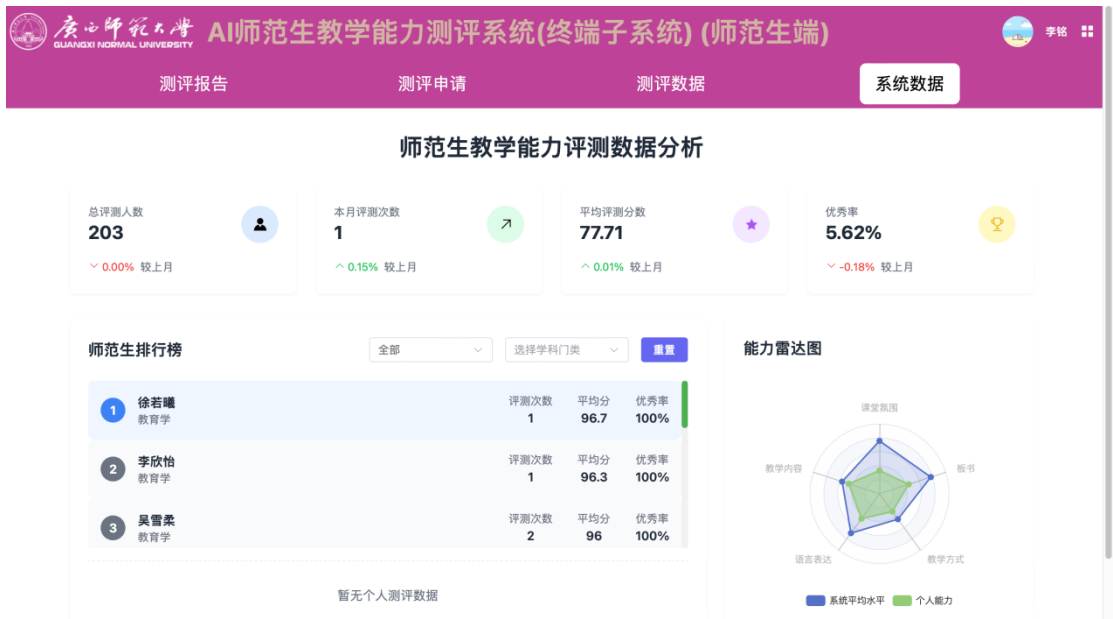 广西师范大学
GUANGXI NORMAL UNIVERSITY
AI师范生教学能力测评系统(终端子系统) (师范生端)
李铭
测评报告 测评申请 测评数据 系统数据
师范生教学能力评测数据分析
总评测人数
203
0.00% 较上月
本月评测次数
1
0.15% 较上月
平均评测分数
77.71
0.01% 较上月
优秀率
5.62%
-0.18% 较上月
师范生排行榜
全部
选择学科门类
重置
1 徐若曦 评测次数 平均分 优秀率
教育学 1 96.7 100%
2 李欣怡 评测次数 平均分 优秀率
教育学 1 96.3 100%
3 吴雪柔 评测次数 平均分 优秀率
教育学 2 96 100%
暂无个人测评数据
能力雷达图
课堂氛围
教学内容
板书
语言表达
教学方式
系统平均水平 个人能力